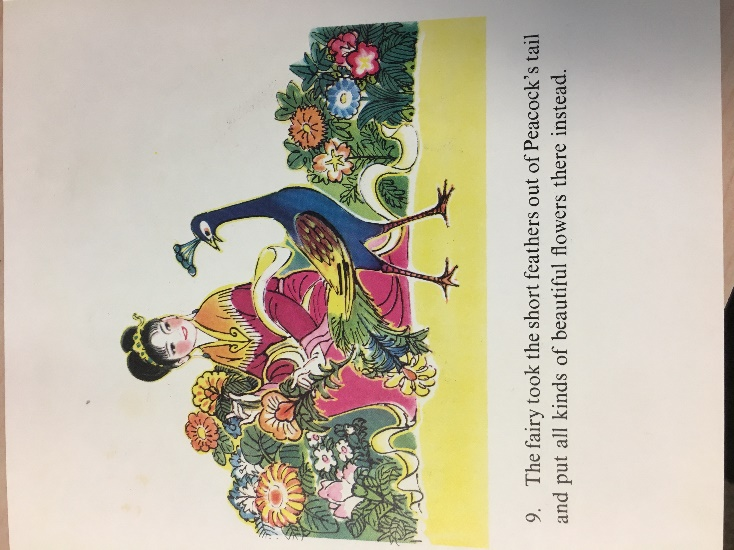 9. The fairy took the short feathers out of Peacock's tail
and put all kinds of beautiful flowers there instead.